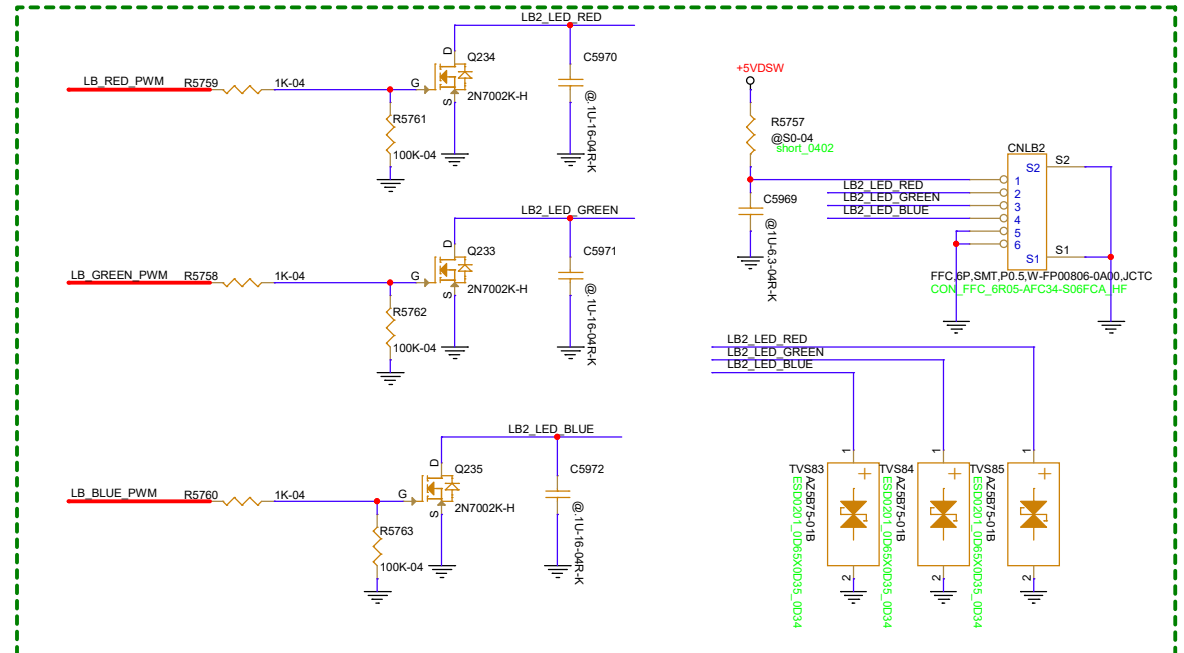 LB2_LED_RED
LB_RED_PWM
R5759
1K-04
D
G
S
Q234
2N7002K-H
C5970
@.1U-16-04R-K
R5761
100K-04
LB2_LED_GREEN
LB_GREEN_PWM
R5758
1K-04
D
G
S
Q233
2N7002K-H
C5971
@.1U-16-04R-K
R5762
100K-04
LB2_LED_BLUE
LB_BLUE_PWM
R5760
1K-04
D
G
S
Q235
2N7002K-H
C5972
@.1U-16-04R-K
R5763
100K-04
+5VDSW
R5757
@S0-04
short_0402
C5969
@1U-6.3-04R-K
LB2_LED_RED
LB2_LED_GREEN
LB2_LED_BLUE
CNLB2
S2
S2
1
2
3
4
5
6
S1
S1
FFC,6P,SMT,P0.5,W-FP00806-0A00,JCTC
CON_FFC_6R05-AFC34-S06FCA_HF
LB2_LED_RED
LB2_LED_GREEN
LB2_LED_BLUE
TVS83
1
+
2
AZ5B75-01B
ESD0201_0D65X0D35_0D34
TVS84
1
+
2
AZ5B75-01B
ESD0201_0D65X0D35_0D34
TVS85
1
+
2
AZ5B75-01B
ESD0201_0D65X0D35_0D34